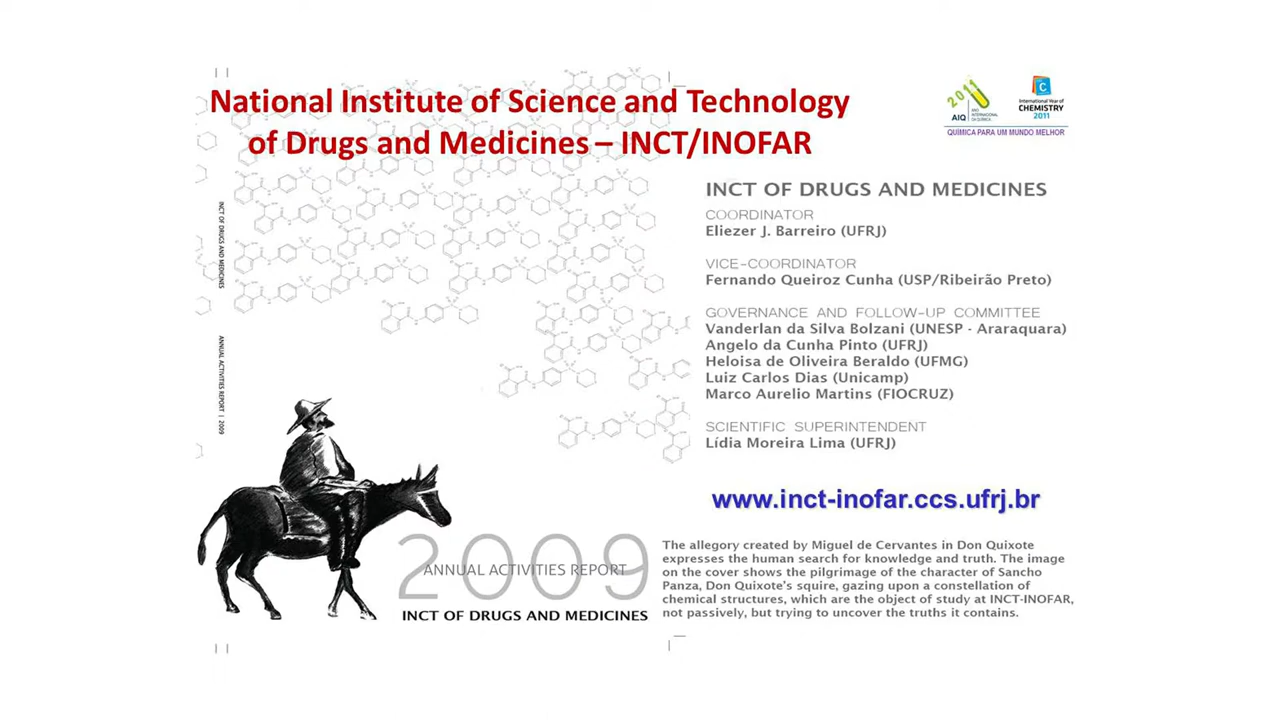 National Institute of Science and Technology
of Drugs and Medicines – INCT/INOFAR
2011
AIQ
ANO
INTERNACIONAL
DA QUÍMICA
C
International Year of
CHEMISTRY
2011
QUÍMICA PARA UM MUNDO MELHOR
INCT OF DRUGS AND MEDICINES
ANNUAL ACTIVITIES REPORT | 2009
INCT OF DRUGS AND MEDICINES
COORDINATOR
Eliezer J. Barreiro (UFRJ)
VICE-COORDINATOR
Fernando Queiroz Cunha (USP/Ribeirão Preto)
GOVERNANCE AND FOLLOW-UP COMMITTEE
Vanderlan da Silva Bolzani (UNESP - Araraquara)
Angelo da Cunha Pinto (UFRJ)
Heloisa de Oliveira Beraldo (UFMG)
Luiz Carlos Dias (Unicamp)
Marco Aurelio Martins (FIOCRUZ)
SCIENTIFIC SUPERINTENDENT
Lídia Moreira Lima (UFRJ)
www.inct-inofar.ccs.ufrj.br
2009
ANNUAL ACTIVITIES REPORT
INCT OF DRUGS AND MEDICINES
The allegory created by Miguel de Cervantes in Don Quixote
expresses the human search for knowledge and truth. The image
on the cover shows the pilgrimage of the character of Sancho
Panza, Don Quixote's squire, gazing upon a constellation of
chemical structures, which are the object of study at INCT-INOFAR,
not passively, but trying to uncover the truths it contains.